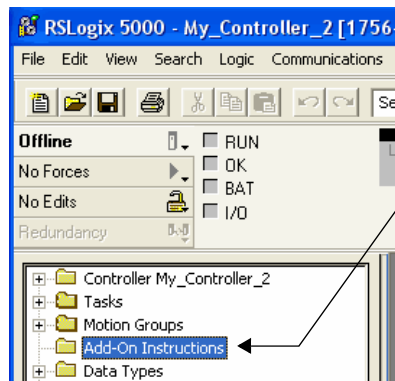 RSLogix 5000 - My_Controller_2 [1756-
File Edit View Search Logic Communications
Offline
RUN
No Forces
OK
No Edits
BAT
I/O
Redundancy
Controller My_Controller_2
Tasks
Motion Groups
Add-On Instructions
Data Types